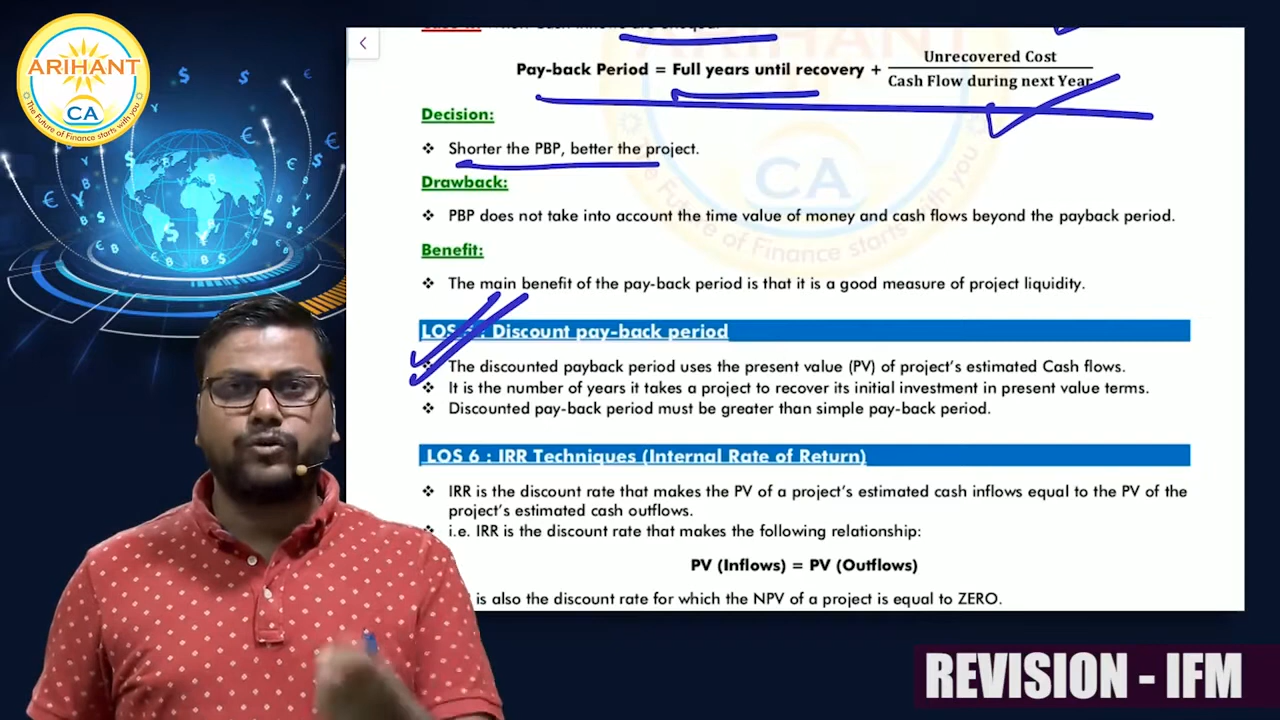 ARIHANT
CA
The Future of Finance starts with you
Pay-back Period = Full years until recovery + Unrecovered Cost
Cash Flow during next Year
Decision:
❖ Shorter the PBP, better the project.
Drawback:
❖ PBP does not take into account the time value of money and cash flows beyond the payback period.
Benefit:
❖ The main benefit of the pay-back period is that it is a good measure of project liquidity.
LOS : Discount pay-back period
❖ The discounted payback period uses the present value (PV) of project's estimated Cash flows.
❖ It is the number of years it takes a project to recover its initial investment in present value terms.
❖ Discounted pay-back period must be greater than simple pay-back period.
LOS 6 : IRR Techniques (Internal Rate of Return)
❖ IRR is the discount rate that makes the PV of a project's estimated cash inflows equal to the PV of the
project's estimated cash outflows.
❖ i.e. IRR is the discount rate that makes the following relationship:
PV (Inflows) = PV (Outflows)
is also the discount rate for which the NPV of a project is equal to ZERO.
REVISION - IFM